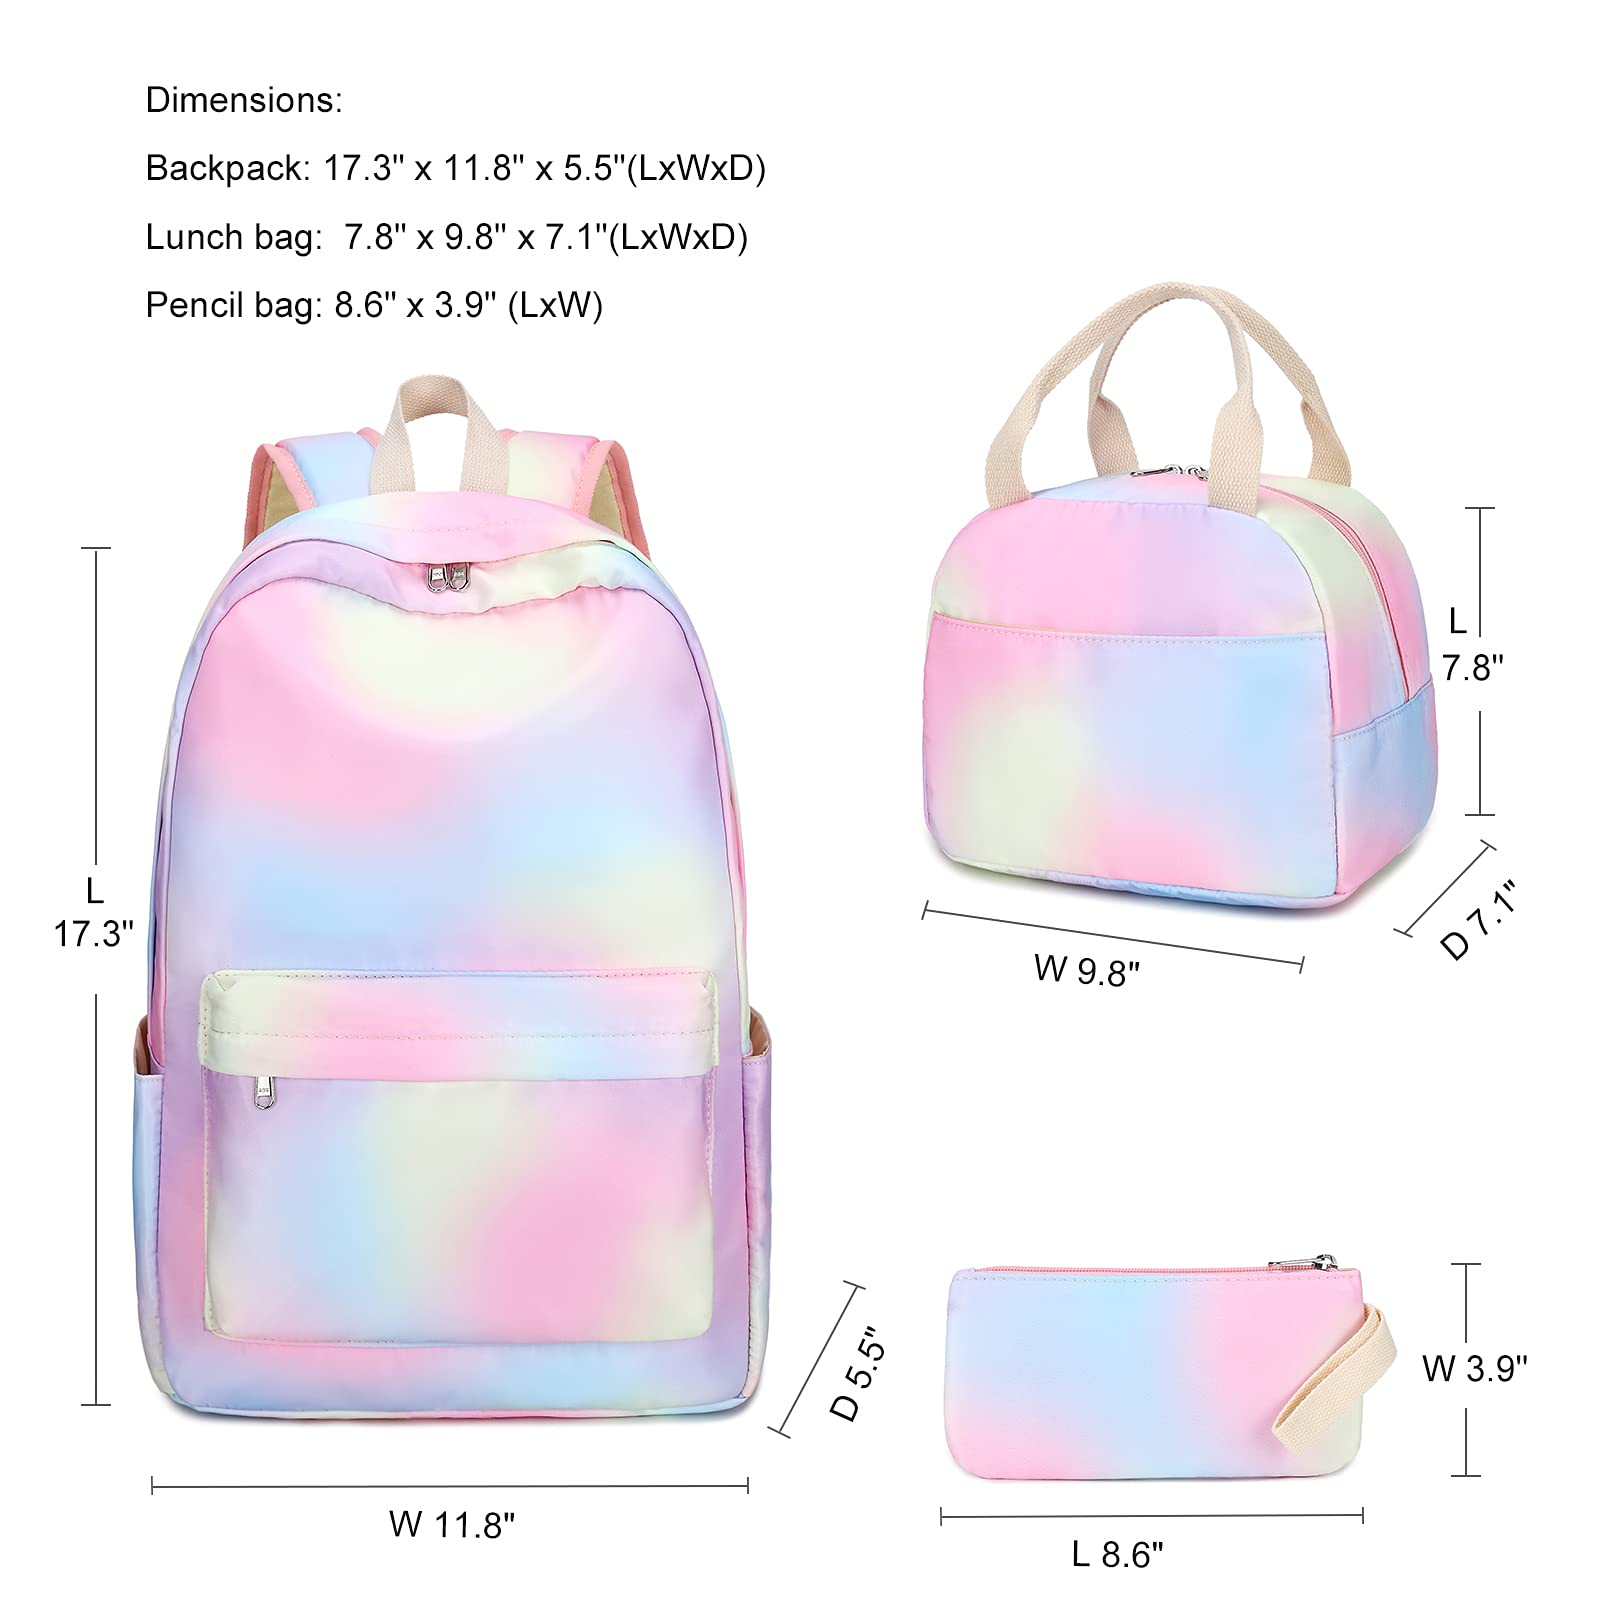 Dimensions:
Backpack: 17.3" x 11.8" x 5.5"(LxWxD)
Lunch bag:  7.8" x 9.8" x 7.1"(LxWxD)
Pencil bag: 8.6" x 3.9" (LxW)
L
17.3"
W 11.8"
D 5.5"
L
7.8"
W 9.8"
D 7.1"
W 3.9"
L 8.6"